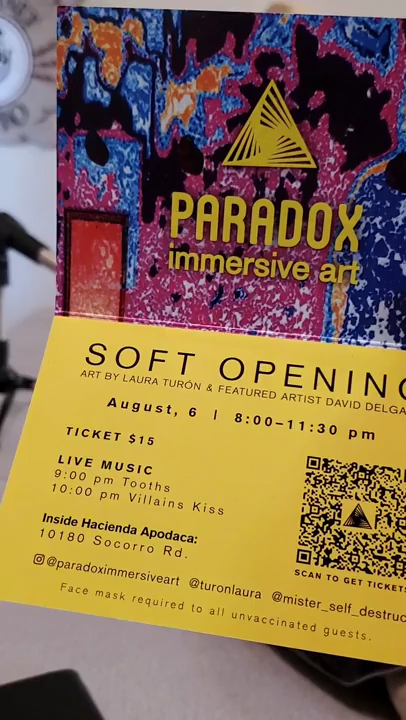 PARADOX
immersive art
SOFT OPENING
ART BY LAURA TURÓN & FEATURED ARTIST DAVID DELGA
August, 6 | 8:00–11:30 pm
TICKET $15
LIVE MUSIC
9:00 pm Tooths
10:00 pm Villains Kiss
Inside Hacienda Apodaca:
10180 Socorro Rd.
SCAN TO GET TICKETS
@paradoximmersiveart @turonlaura @mister_self_destruc
Face mask required to all unvaccinated guests.